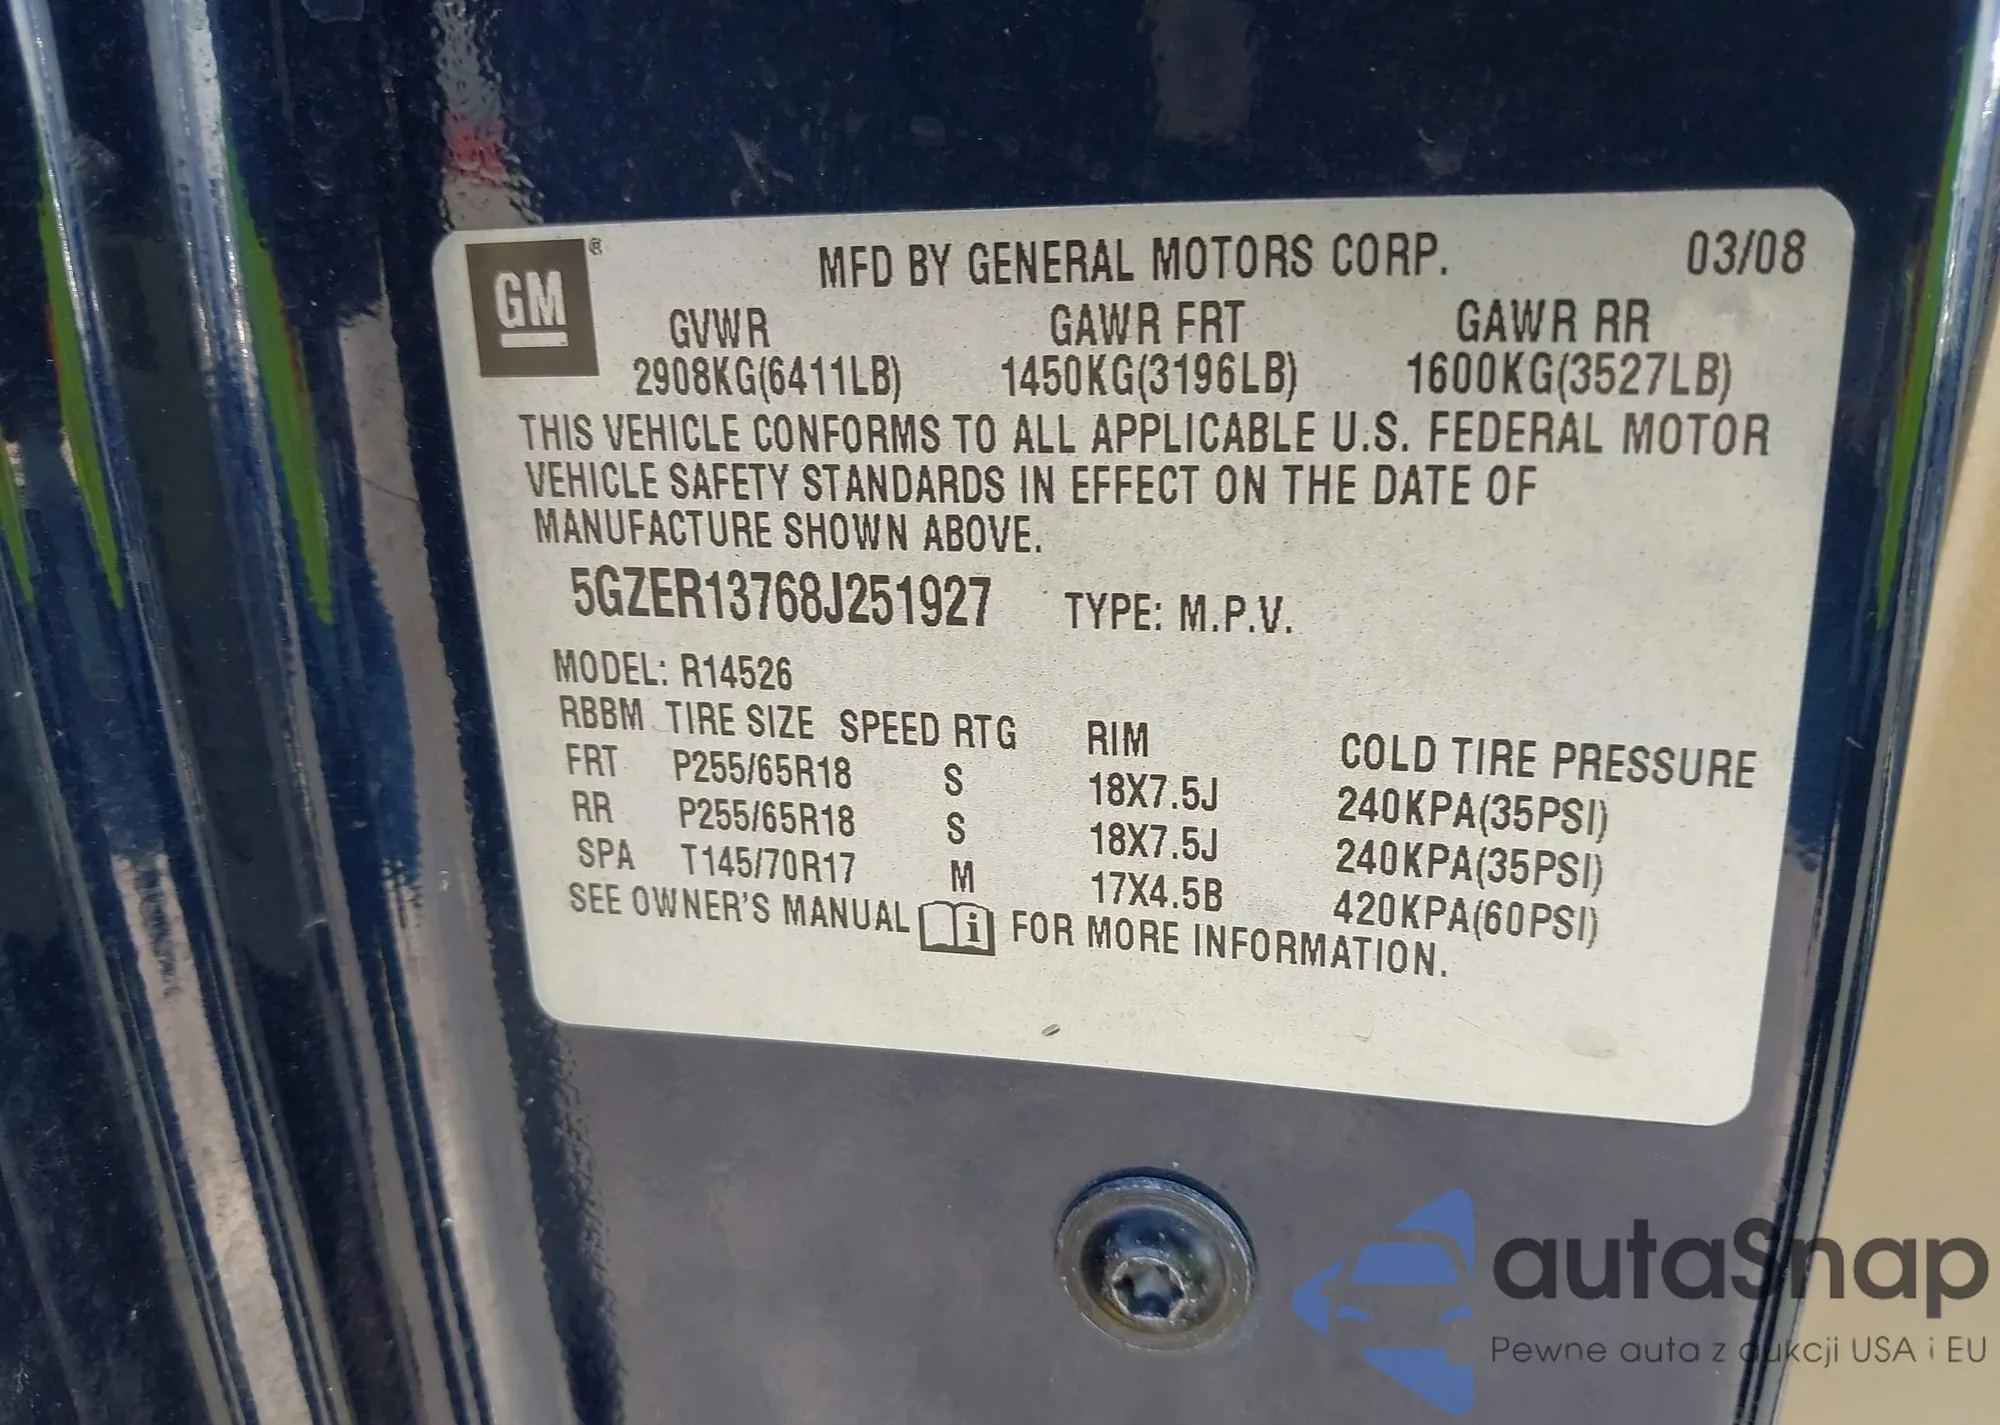 GM ®
MFD BY GENERAL MOTORS CORP. 03/08
GVWR GAWR FRT GAWR RR
2908KG(6411LB) 1450KG(3196LB) 1600KG(3527LB)
THIS VEHICLE CONFORMS TO ALL APPLICABLE U.S. FEDERAL MOTOR
VEHICLE SAFETY STANDARDS IN EFFECT ON THE DATE OF
MANUFACTURE SHOWN ABOVE.
5GZER13768J251927 TYPE: M.P.V.
MODEL: R14526
RBBM TIRE SIZE SPEED RTG RIM COLD TIRE PRESSURE
FRT P255/65R18 S 18X7.5J 240KPA(35PSI)
RR P255/65R18 S 18X7.5J 240KPA(35PSI)
SPA T145/70R17 M 17X4.5B 420KPA(60PSI)
SEE OWNER'S MANUAL i FOR MORE INFORMATION.
autaSnap
Pewne auta z aukcji USA i EU